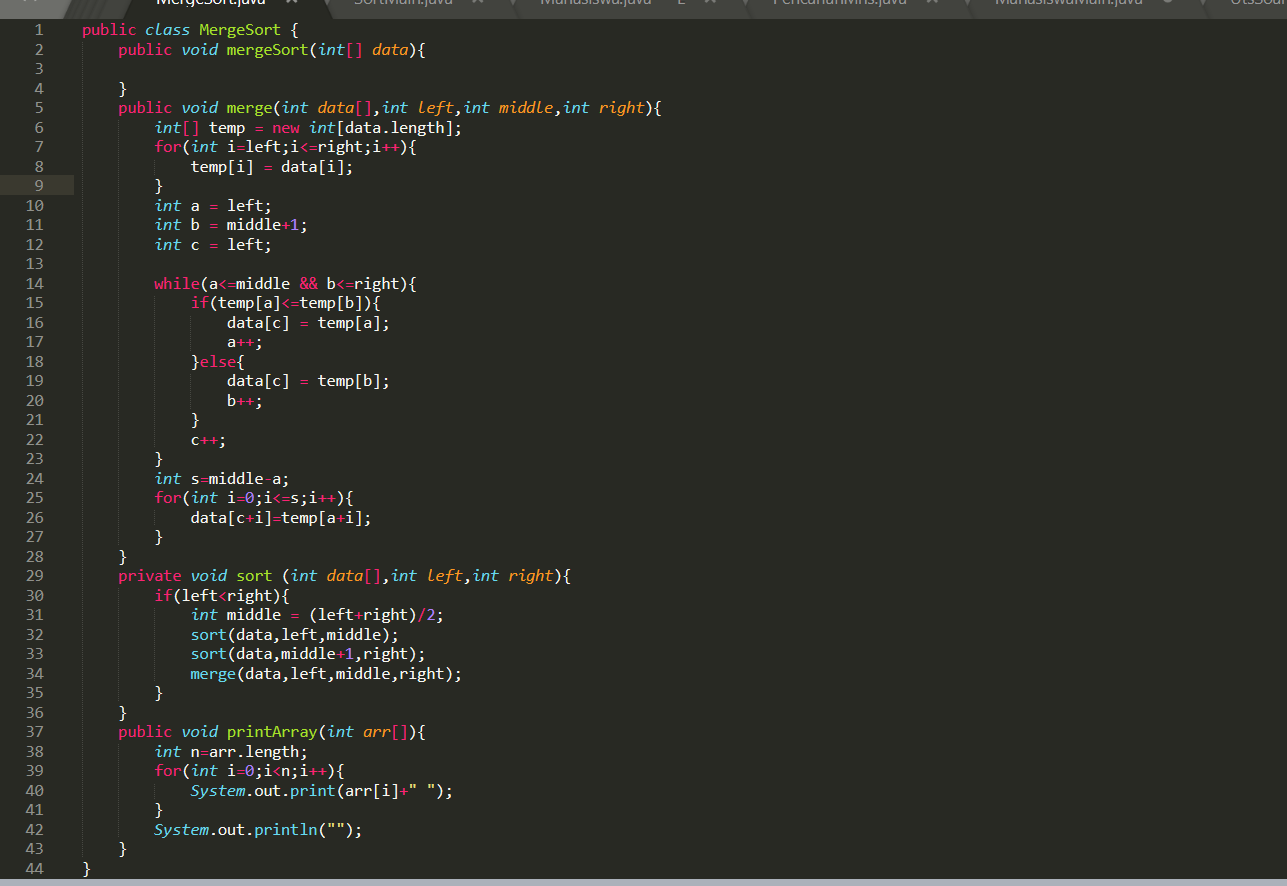 MergeSort.java SortMain.java Mahasiswa.java PencarianMhs.java MahasiswaMain.java
1 public class MergeSort {
2     public void mergeSort(int[] data){
3
4     }
5     public void merge(int data[],int left,int middle,int right){
6         int[] temp = new int[data.length];
7         for(int i=left;i<=right;i++){
8             temp[i] = data[i];
9         }
10         int a = left;
11         int b = middle+1;
12         int c = left;
13
14         while(a<=middle && b<=right){
15             if(temp[a]<=temp[b]){
16                 data[c] = temp[a];
17                 a++;
18             }else{
19                 data[c] = temp[b];
20                 b++;
21             }
22             c++;
23         }
24         int s=middle-a;
25         for(int i=0;i<=s;i++){
26             data[c+i]=temp[a+i];
27         }
28     }
29     private void sort (int data[],int left,int right){
30         if(left<right){
31             int middle = (left+right)/2;
32             sort(data,left,middle);
33             sort(data,middle+1,right);
34             merge(data,left,middle,right);
35         }
36     }
37     public void printArray(int arr[]){
38         int n=arr.length;
39         for(int i=0;i<n;i++){
40             System.out.print(arr[i]+" ");
41         }
42         System.out.println("");
43     }
44 }